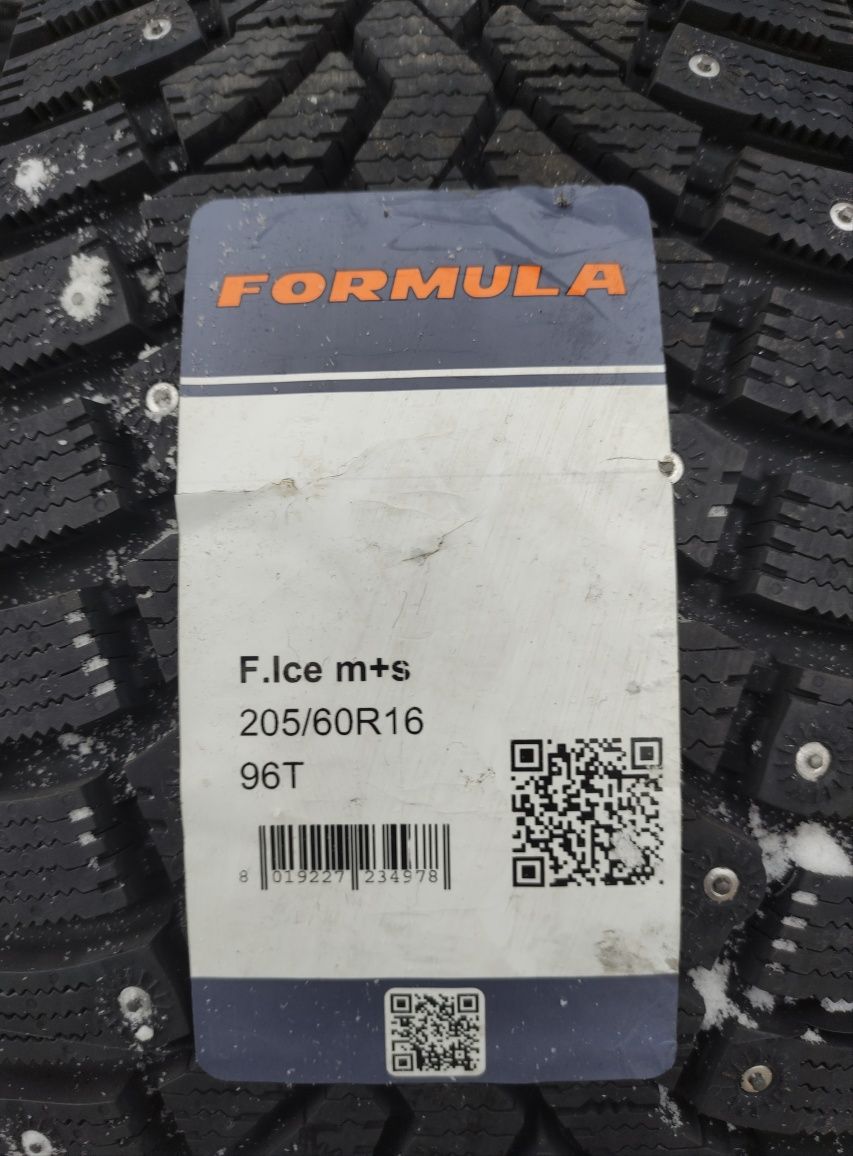 FORMULA
F.Ice m+s
205/60R16
96T
8 019227 234978